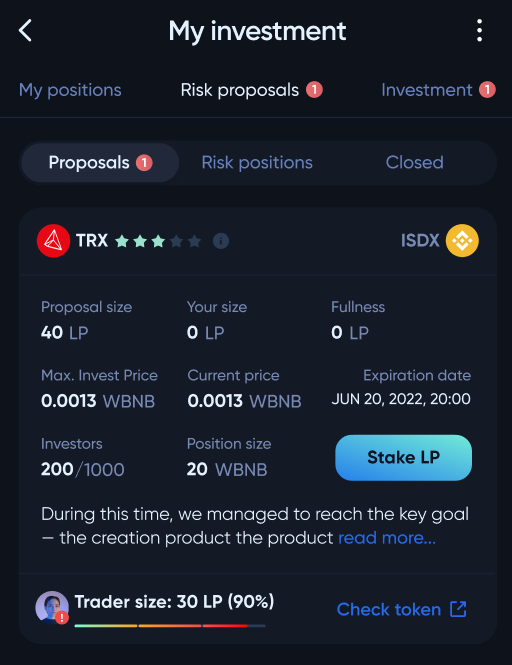 My investment
My positions Risk proposals 1 Investment 1
Proposals 1 Risk positions Closed
TRX ISDX
Proposal size Your size Fullness
40 LP 0 LP 0 LP
Max. Invest Price Current price Expiration date
0.0013 WBNB 0.0013 WBNB JUN 20, 2022, 20:00
Investors Position size
200/1000 20 WBNB Stake LP
During this time, we managed to reach the key goal
— the creation product the product read more...
Trader size: 30 LP (90%)
Check token